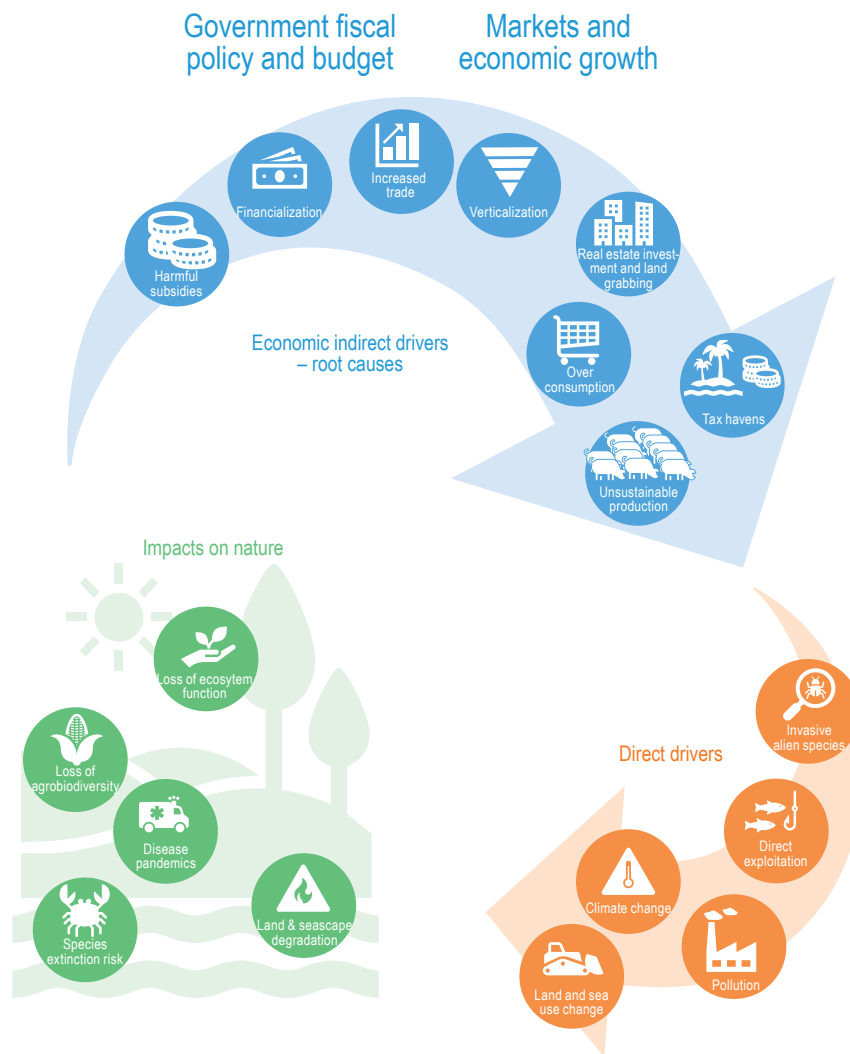 Government fiscal
policy and budget
Markets and
economic growth
Increased
trade
Financialization
Verticalization
Harmful
subsidies
Real estate invest-
ment and land
grabbing
Economic indirect drivers
– root causes
Over
consumption
Tax havens
Unsustainable
production
Impacts on nature
Loss of ecosytem
function
Loss of
agrobiodiversity
Disease
pandemics
Land & seascape
degradation
Species
extinction risk
Direct drivers
Invasive
alien species
Direct
exploitation
Climate change
Pollution
Land and sea
use change